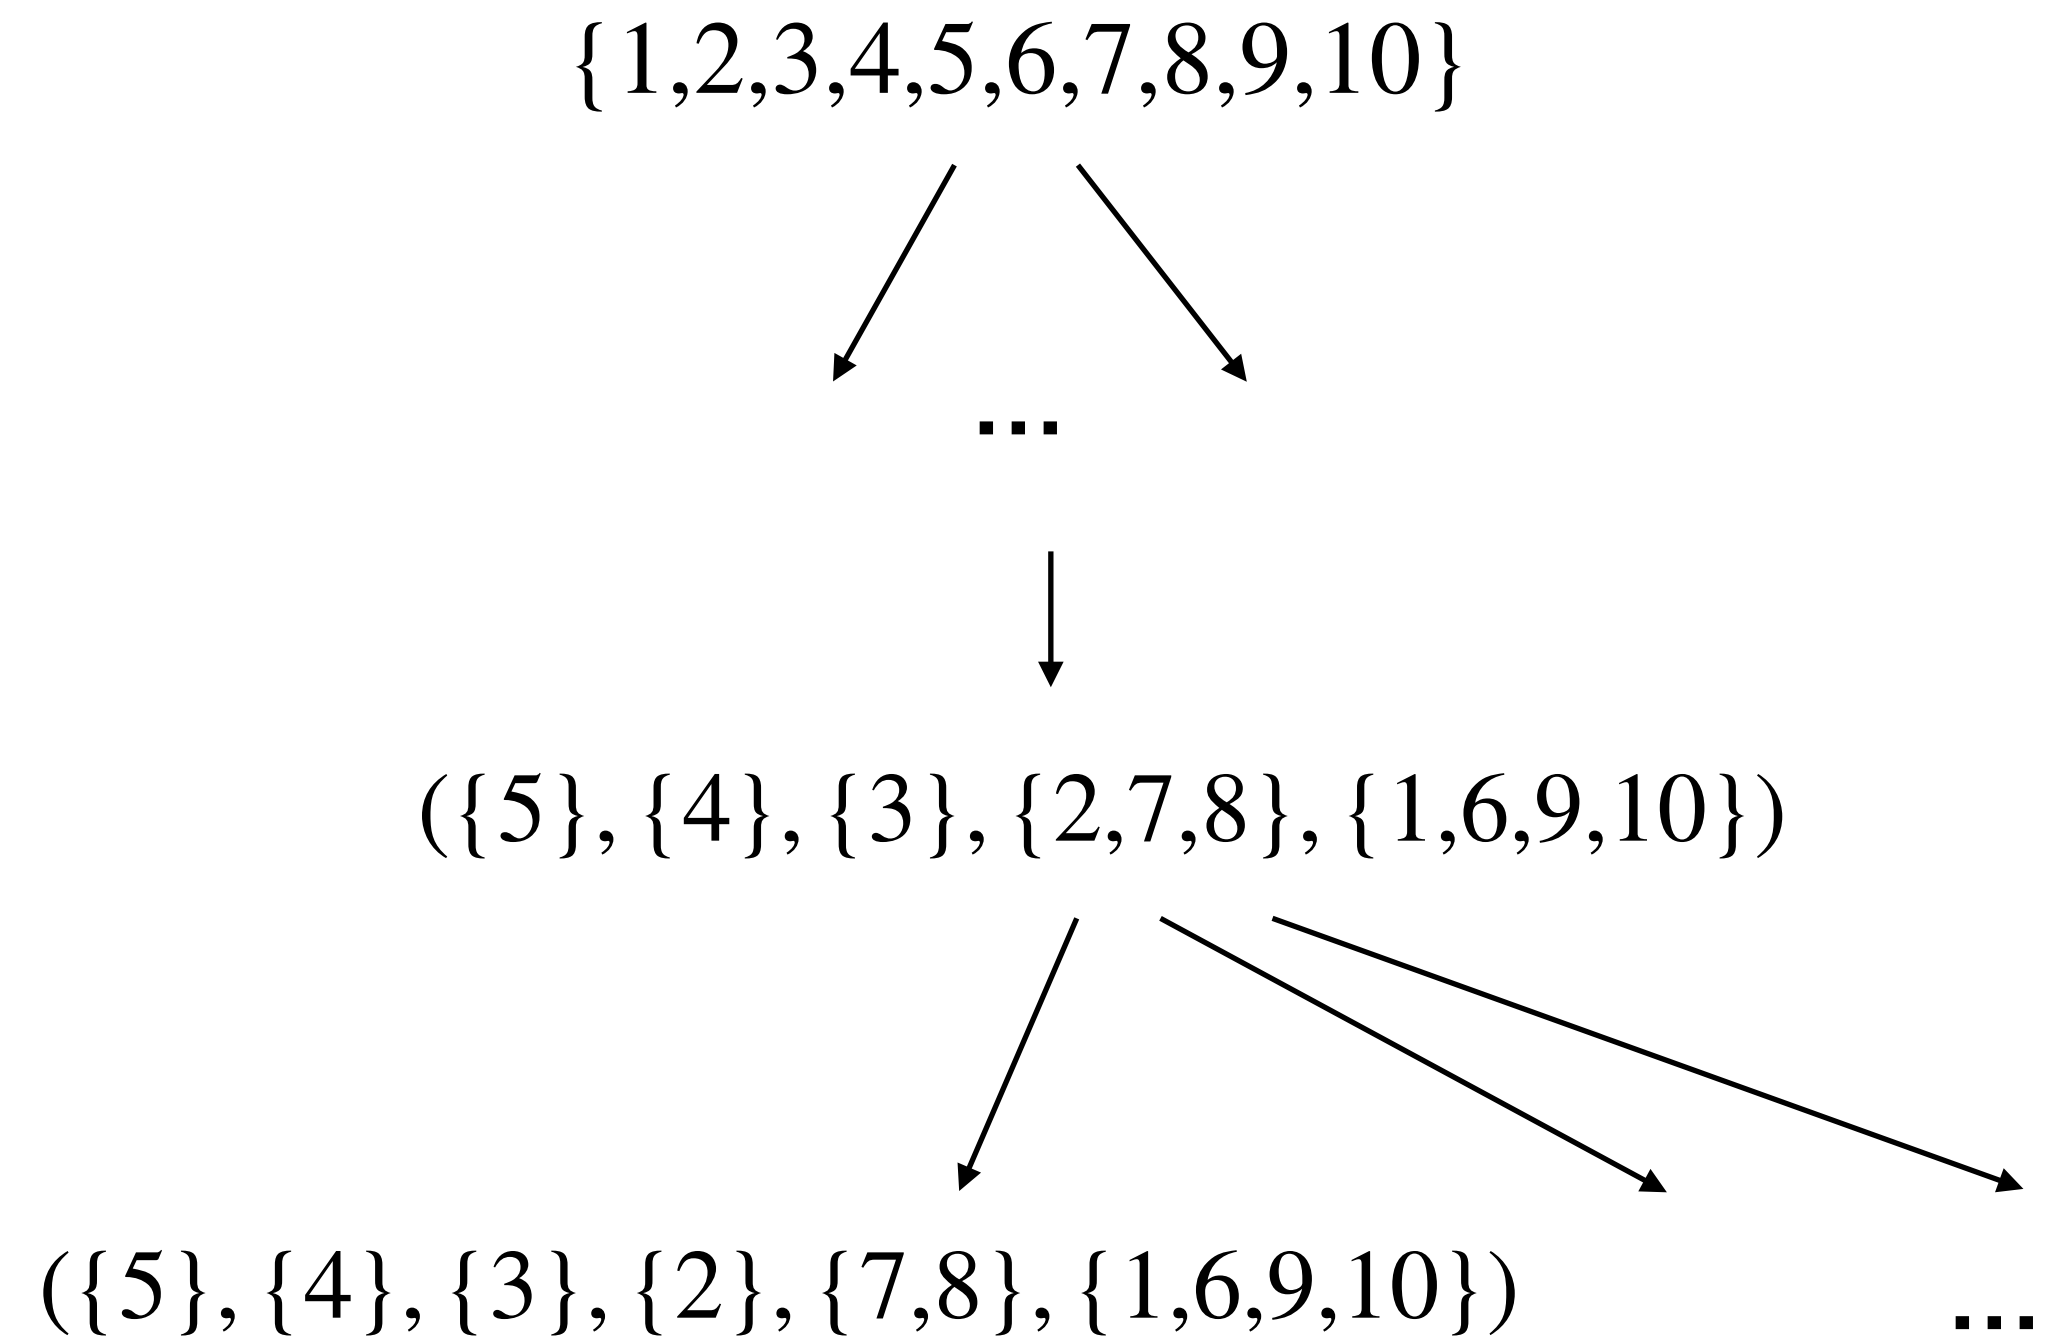 {1,2,3,4,5,6,7,8,9,10}
...
({5}, {4}, {3}, {2,7,8}, {1,6,9,10})
({5}, {4}, {3}, {2}, {7,8}, {1,6,9,10}) ...